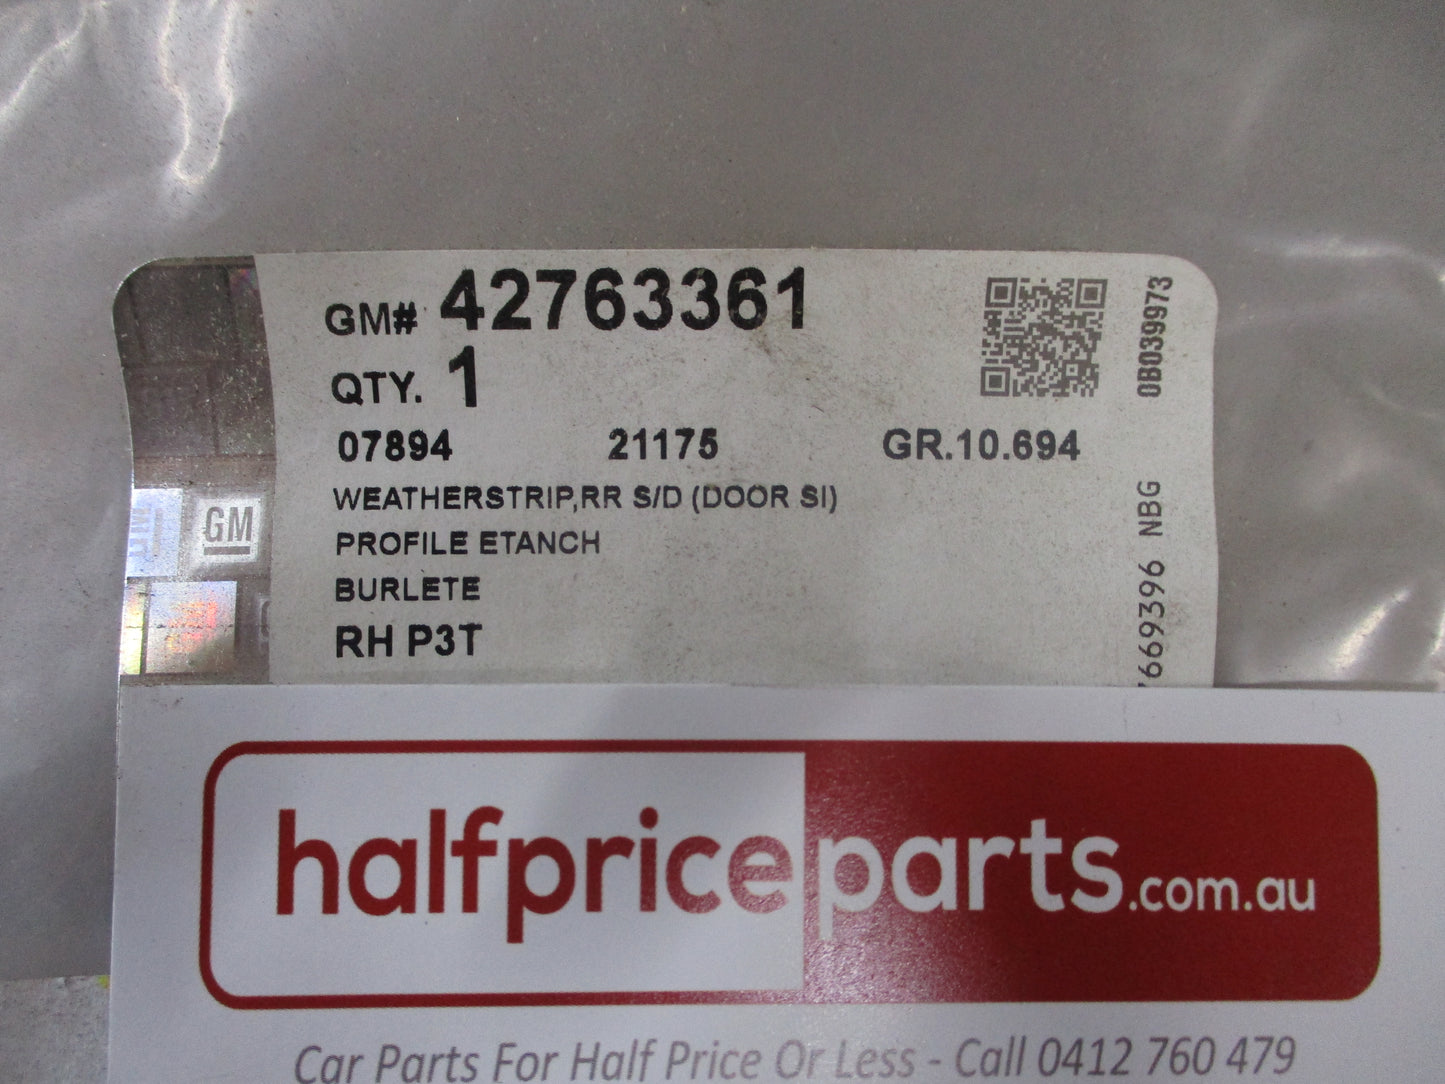 GM# 42763361
QTY. 1
07894 21175 GR.10.694
WEATHERSTRIP,RR S/D (DOOR SI)
PROFILE ETANCH
BURLETE
RH P3T
0B039973
669396 NBG
GM
halfpriceparts.com.au
Car Parts For Half Price Or Less - Call 0412 760 479